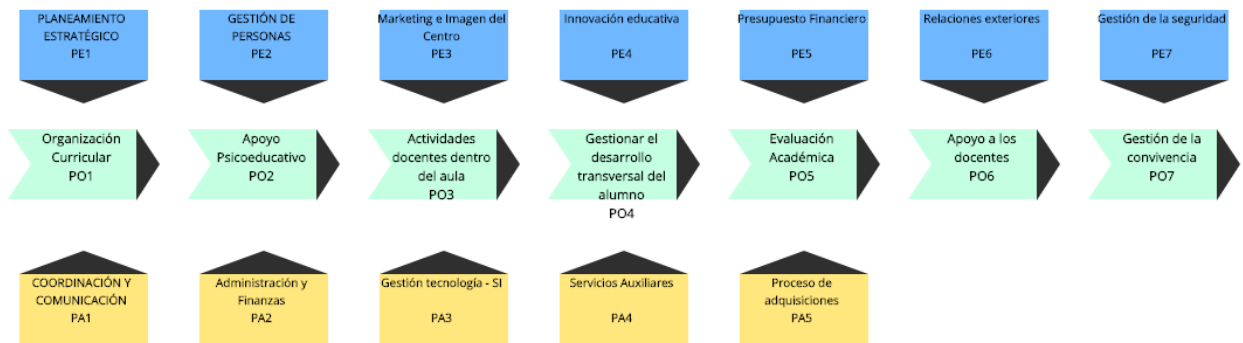 PLANEAMIENTO
ESTRATÉGICO
PE1
GESTIÓN DE
PERSONAS
PE2
Marketing e Imagen del
Centro
PE3
Innovación educativa
PE4
Presupuesto Financiero
PE5
Relaciones exteriores
PE6
Gestión de la seguridad
PE7
Organización
Curricular
PO1
Apoyo
Psicoeducativo
PO2
Actividades
docentes dentro
del aula
PO3
Gestionar el
desarrollo
transversal del
alumno
PO4
Evaluación
Académica
PO5
Apoyo a los
docentes
PO6
Gestión de la
convivencia
PO7
COORDINACIÓN Y
COMUNICACIÓN
PA1
Administración y
Finanzas
PA2
Gestión tecnología - SI
PA3
Servicios Auxiliares
PA4
Proceso de
adquisiciones
PA5